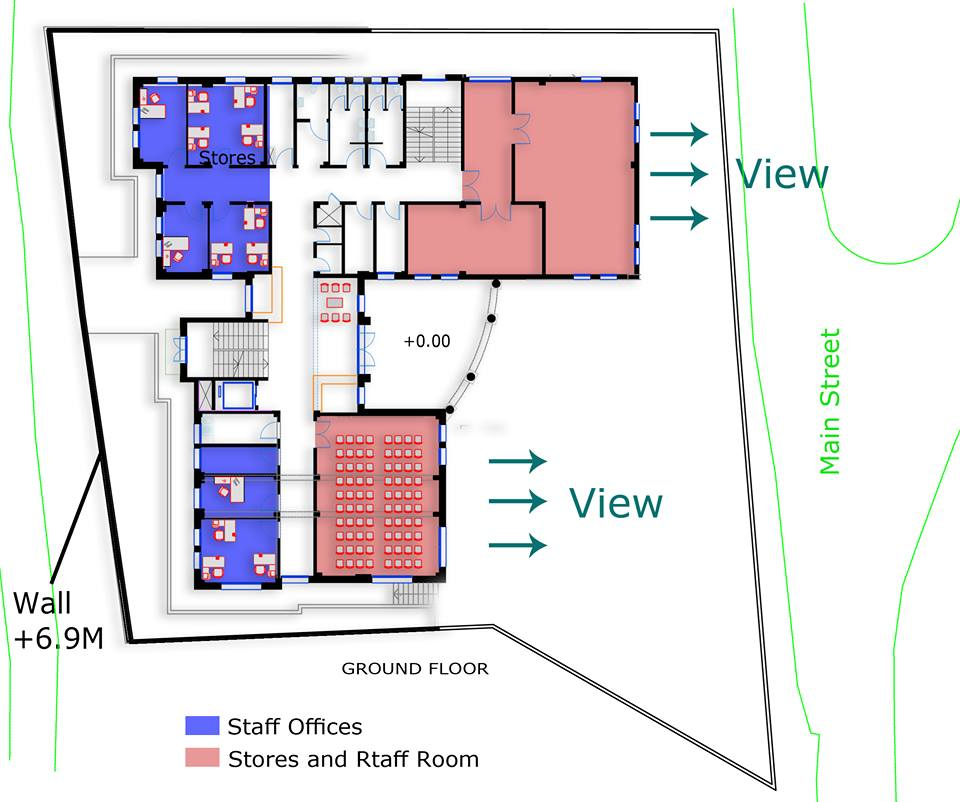 Stores
View
+0.00
Main Street
View
Wall
+6.9M
GROUND FLOOR
Staff Offices
Stores and Rtaff Room